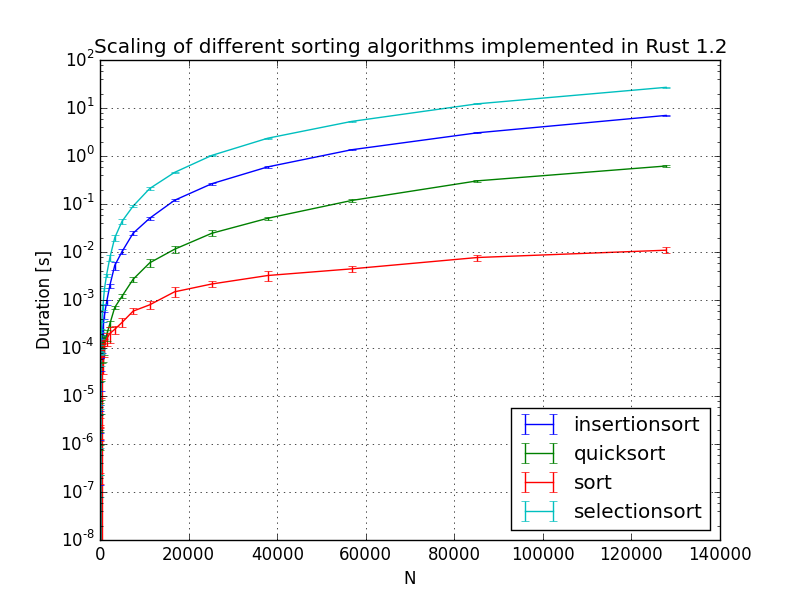 Scaling of different sorting algorithms implemented in Rust 1.2
Duration [s]
10^2
10^1
10^0
10^-1
10^-2
10^-3
10^-4
10^-5
10^-6
10^-7
10^-8
insertionsort
quicksort
sort
selectionsort
0 20000 40000 60000 80000 100000 120000 140000
N